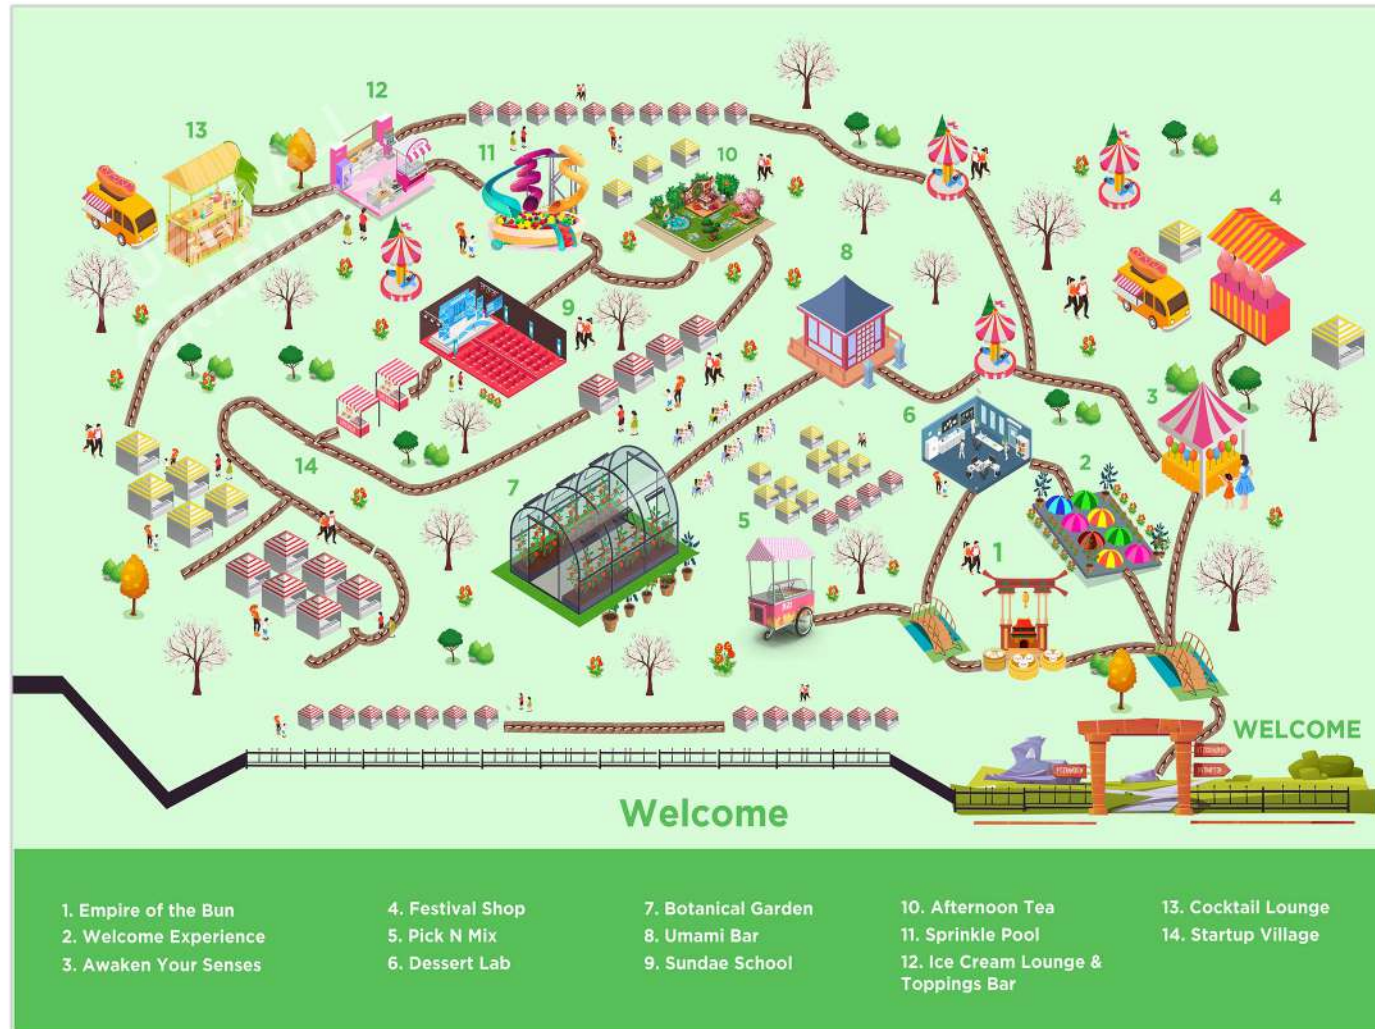 12
13
11
10
4
8
9
3
6
14
2
7
5
1
WELCOME
Welcome
1. Empire of the Bun
2. Welcome Experience
3. Awaken Your Senses
4. Festival Shop
5. Pick N Mix
6. Dessert Lab
7. Botanical Garden
8. Umami Bar
9. Sundae School
10. Afternoon Tea
11. Sprinkle Pool
12. Ice Cream Lounge &
Toppings Bar
13. Cocktail Lounge
14. Startup Village